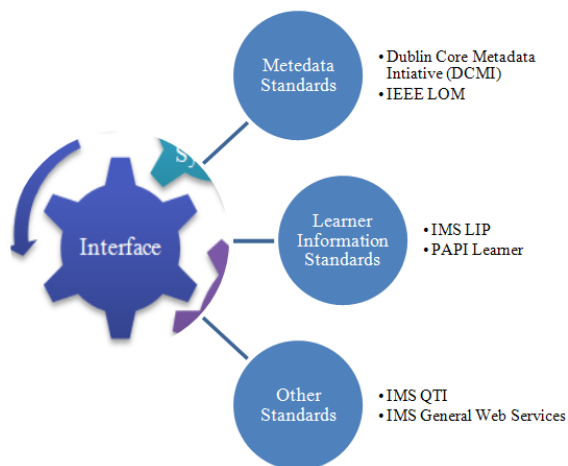 Metedata
Standards
• Dublin Core Metadata
Intiative (DCMI)
• IEEE LOM
Interface
Learner
Information
Standards
• IMS LIP
• PAPI Learner
Other
Standards
• IMS QTI
• IMS General Web Services